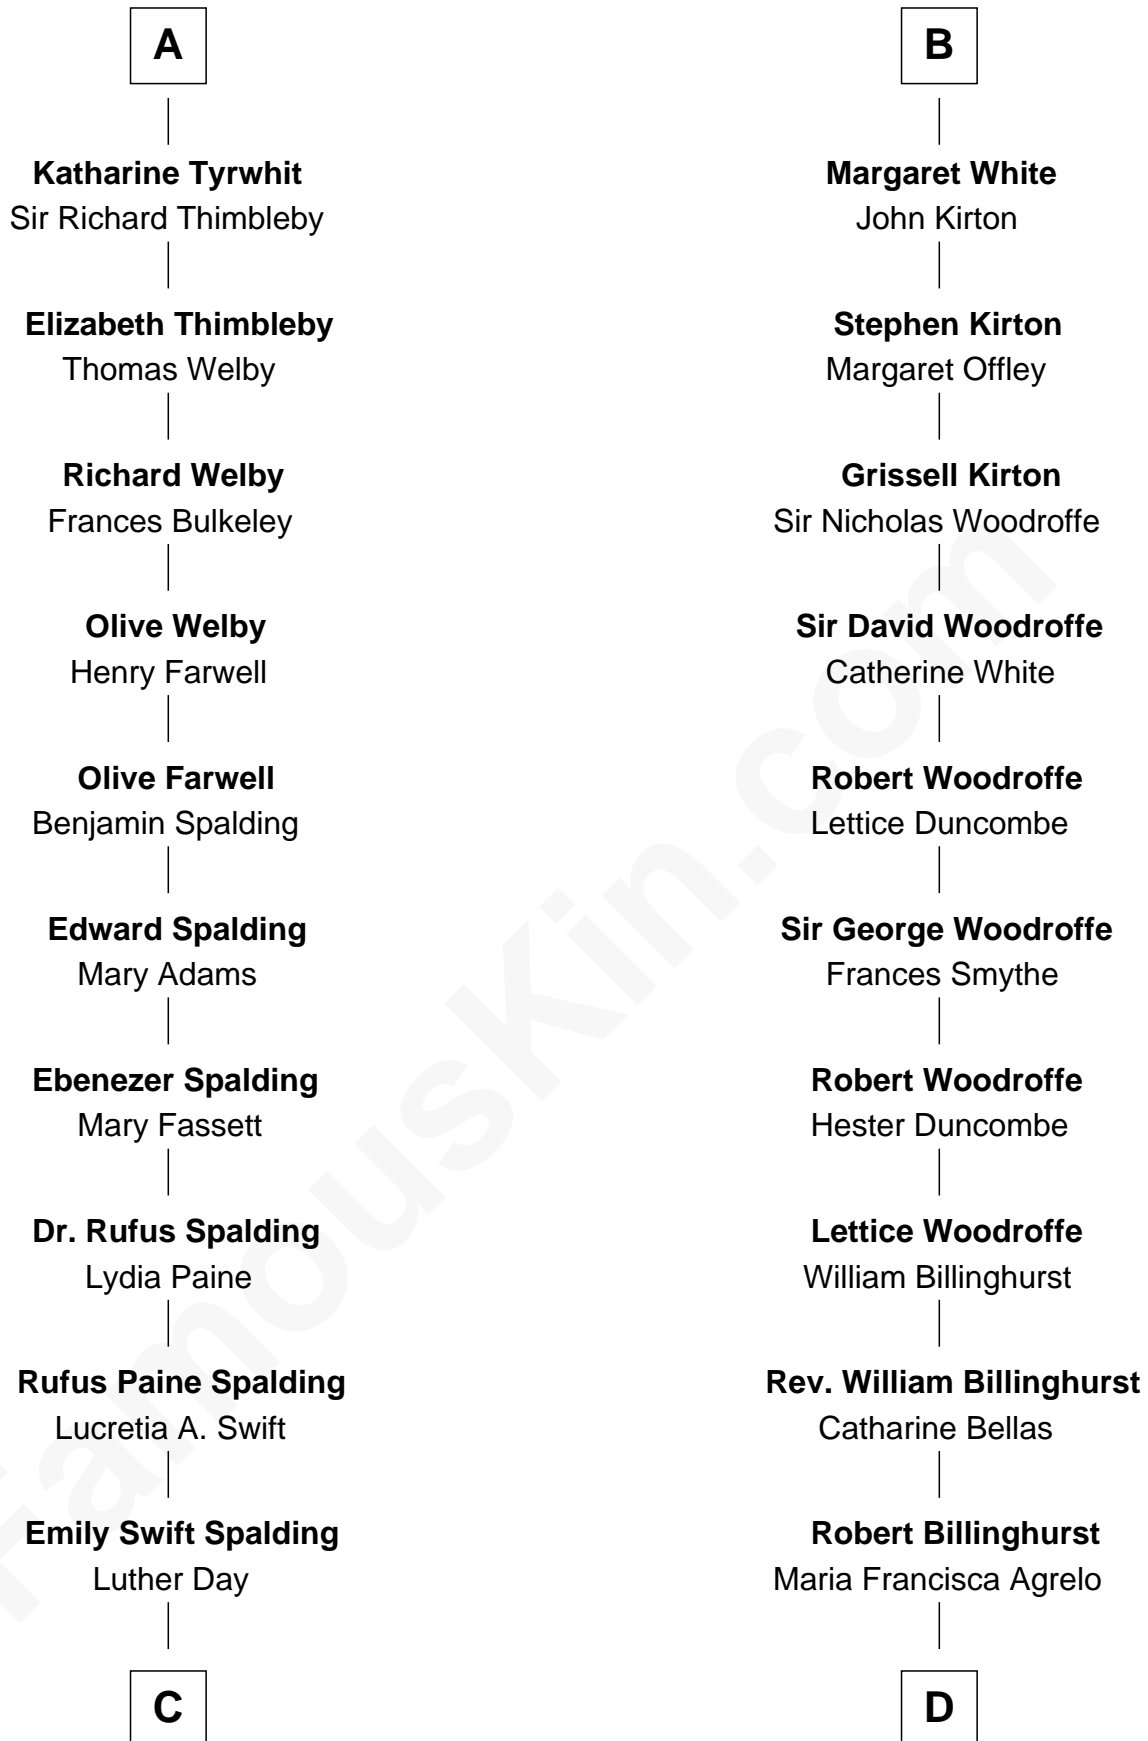 A
Katharine Tyrwhit
Sir Richard Thimbleby
Elizabeth Thimbleby
Thomas Welby
Richard Welby
Frances Bulkeley
Olive Welby
Henry Farwell
Olive Farwell
Benjamin Spalding
Edward Spalding
Mary Adams
Ebenezer Spalding
Mary Fassett
Dr. Rufus Spalding
Lydia Paine
Rufus Paine Spalding
Lucretia A. Swift
Emily Swift Spalding
Luther Day
C
B
Margaret White
John Kirton
Stephen Kirton
Margaret Offley
Grissell Kirton
Sir Nicholas Woodroffe
Sir David Woodroffe
Catherine White
Robert Woodroffe
Lettice Duncombe
Sir George Woodroffe
Frances Smythe
Robert Woodroffe
Hester Duncombe
Lettice Woodroffe
William Billinghurst
Rev. William Billinghurst
Catharine Bellas
Robert Billinghurst
Maria Francisca Agrelo
D
FamousKin.com